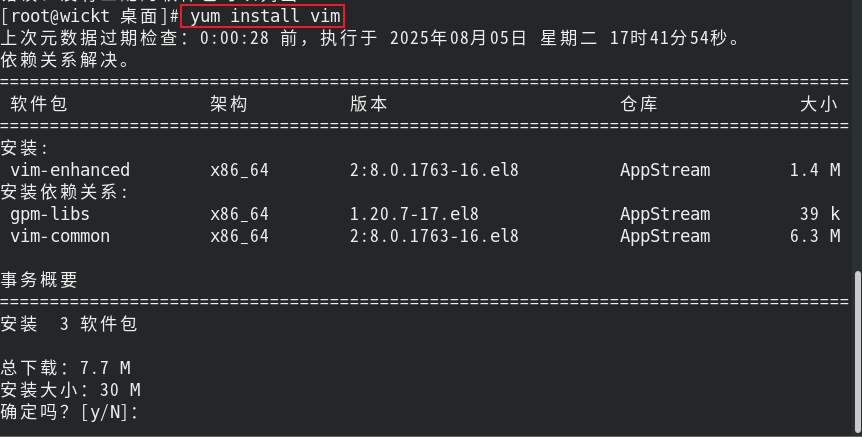 [root@wickt 桌面]# yum install vim
上次元数据过期检查：0:00:28 前，执行于 2025年08月05日 星期二 17时41分54秒。
依赖关系解决。
================================================================================
软件包 架构 版本 仓库 大小
================================================================================
安装:
vim-enhanced x86_64 2:8.0.1763-16.el8 AppStream 1.4 M
安装依赖关系:
gpm-libs x86_64 1.20.7-17.el8 AppStream 39 k
vim-common x86_64 2:8.0.1763-16.el8 AppStream 6.3 M
事务概要
================================================================================
安装 3 软件包
总下载：7.7 M
安装大小：30 M
确定吗？[y/N]：